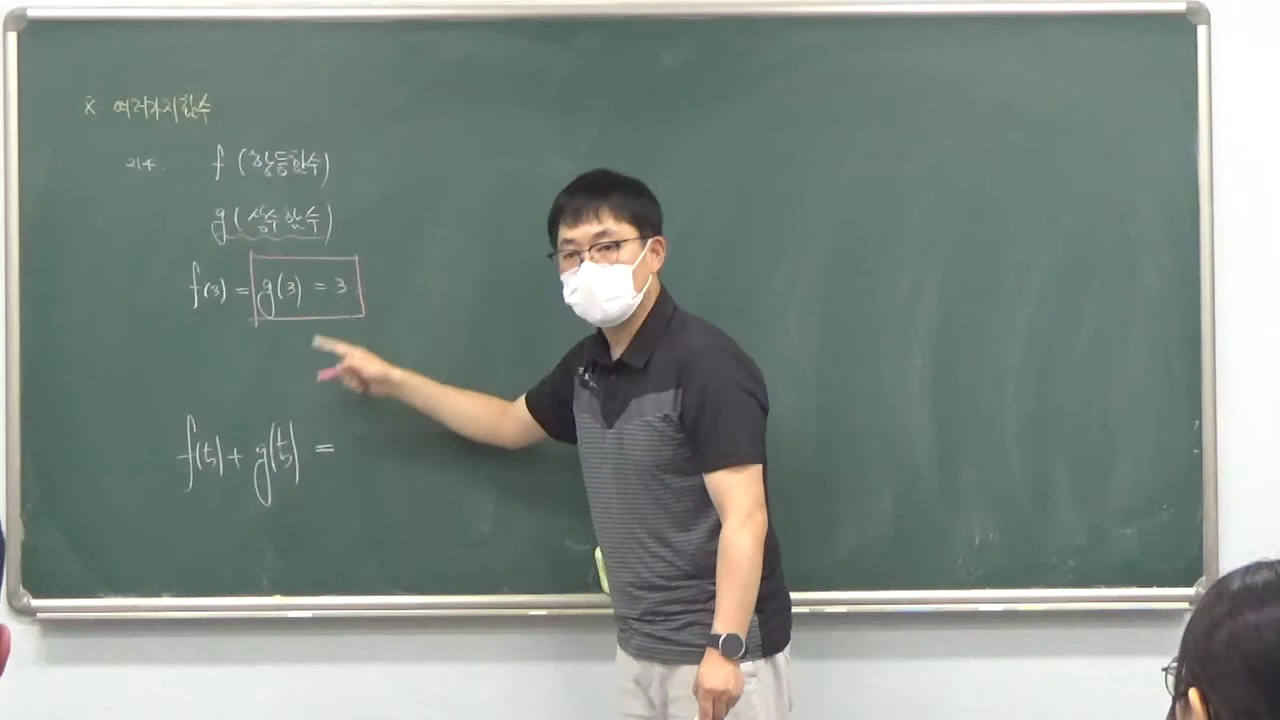 ※ 여러가지 함수
214. f (항등함수)
g (상수함수)
f(3) = g(3) = 3
f(5) + g(5) =